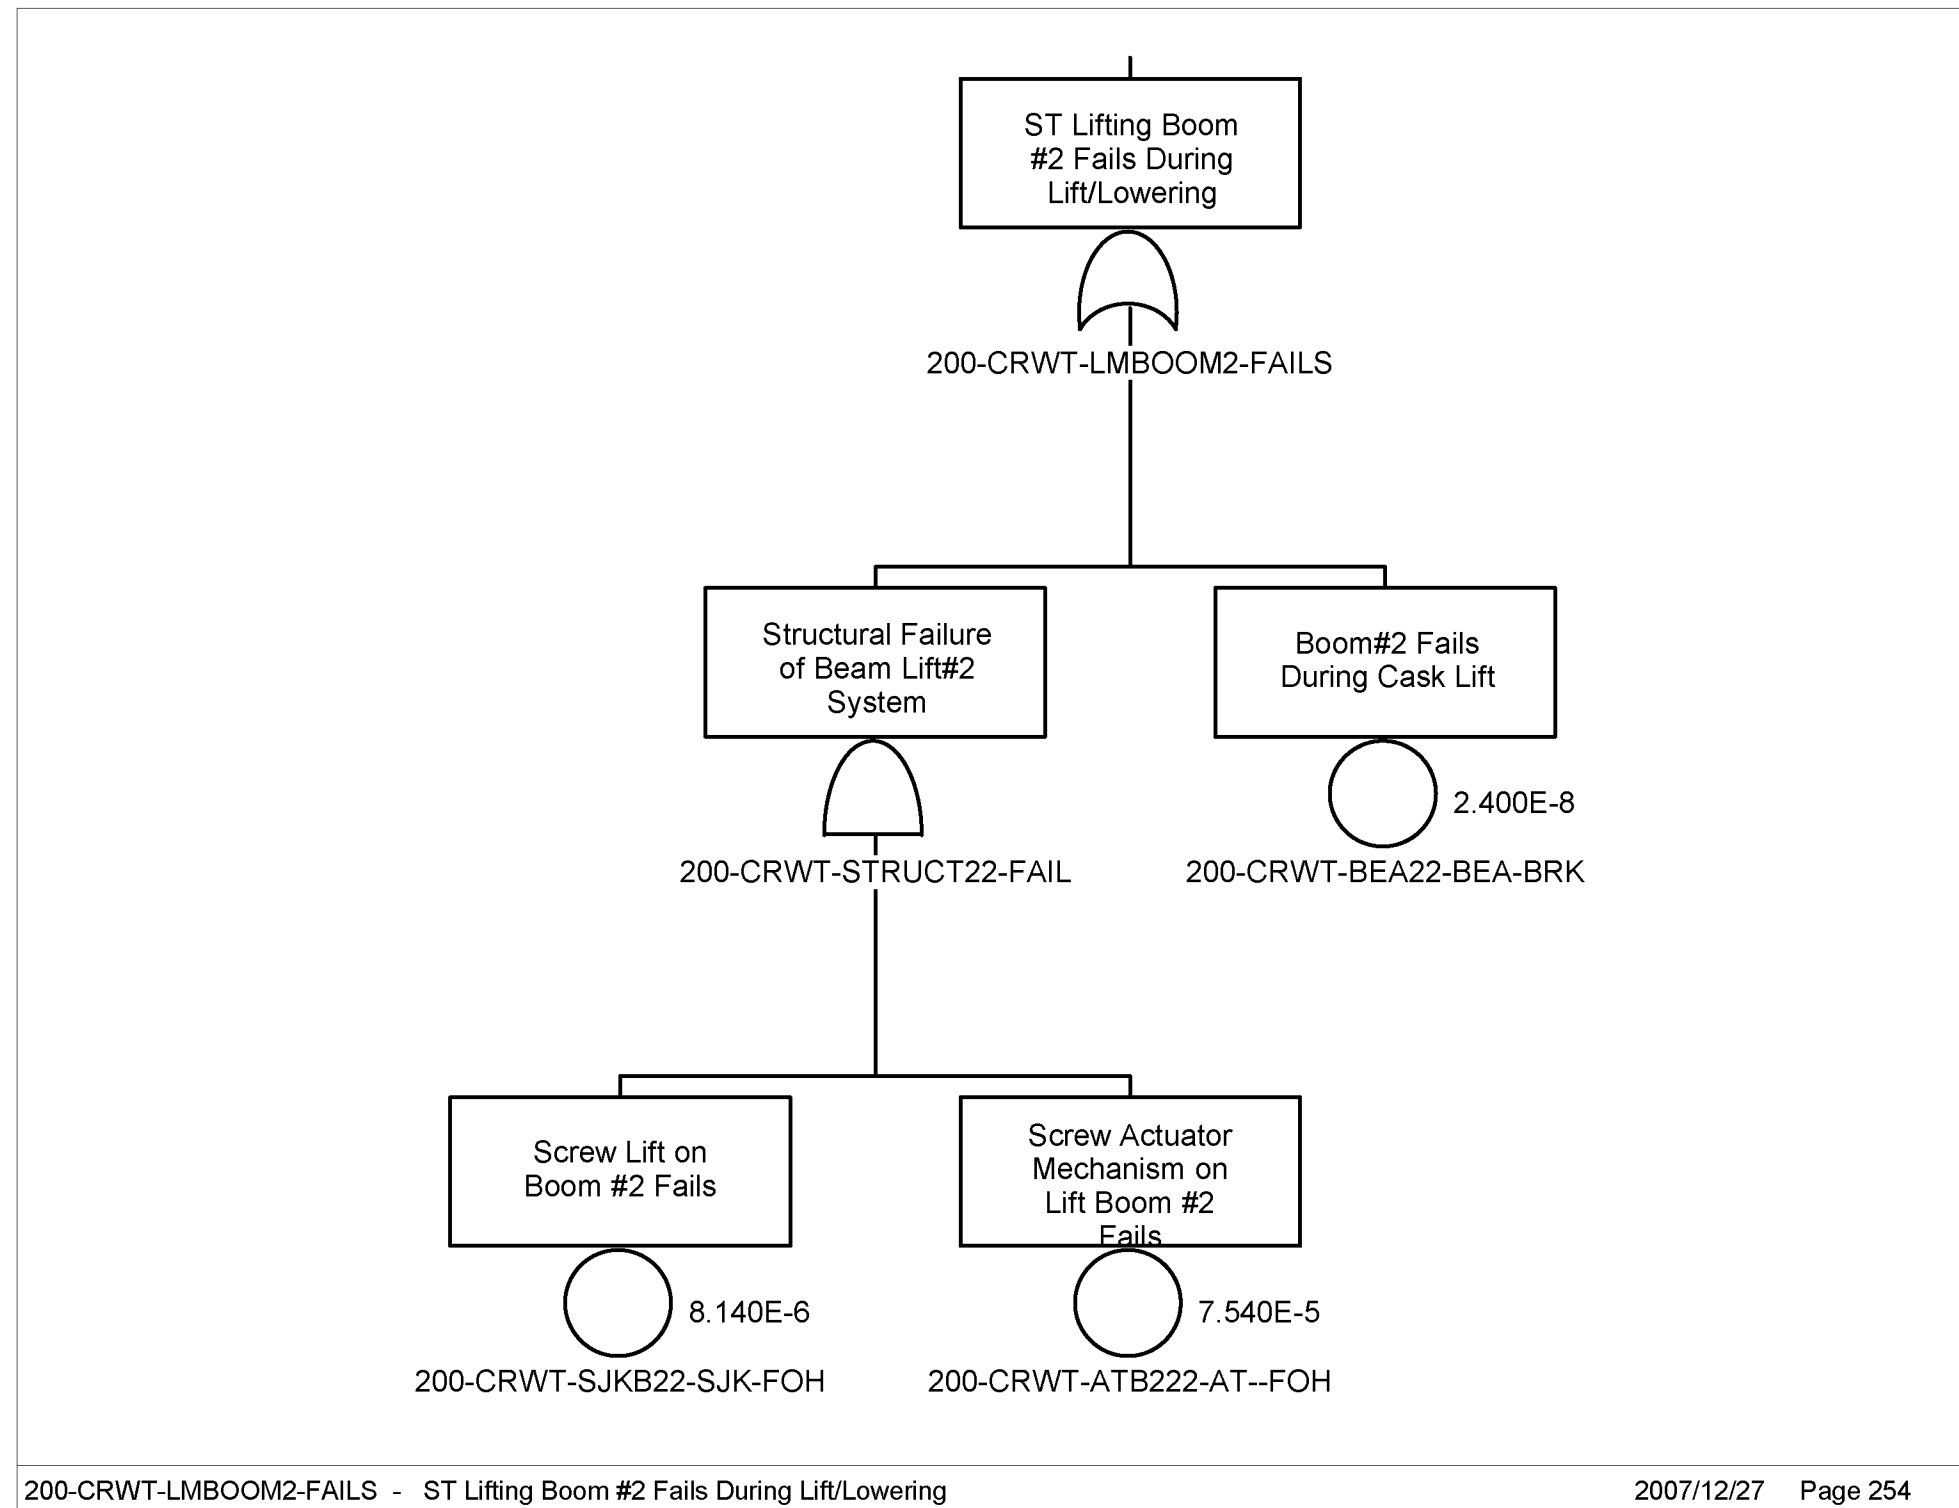 ST Lifting Boom
#2 Fails During
Lift/Lowering
200-CRWT-LMBOOM2-FAILS
Structural Failure
of Beam Lift#2
System
200-CRWT-STRUCT22-FAIL
Boom#2 Fails
During Cask Lift
2.400E-8
200-CRWT-BEA22-BEA-BRK
Screw Lift on
Boom #2 Fails
8.140E-6
200-CRWT-SJKB22-SJK-FOH
Screw Actuator
Mechanism on
Lift Boom #2
Fails
7.540E-5
200-CRWT-ATB222-AT--FOH
200-CRWT-LMBOOM2-FAILS - ST Lifting Boom #2 Fails During Lift/Lowering
2007/12/27 Page 254